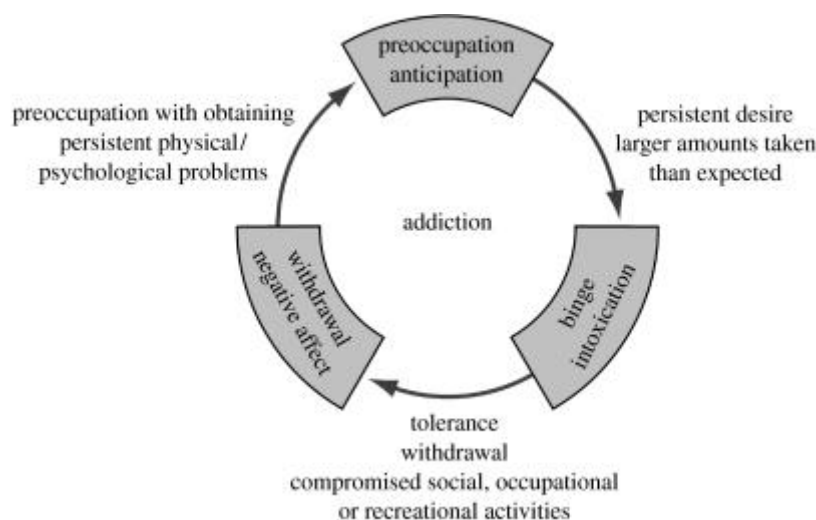 preoccupation
anticipation
preoccupation with obtaining
persistent physical/
psychological problems
persistent desire
larger amounts taken
than expected
addiction
withdrawal
negative affect
binge
intoxication
tolerance
withdrawal
compromised social, occupational
or recreational activities